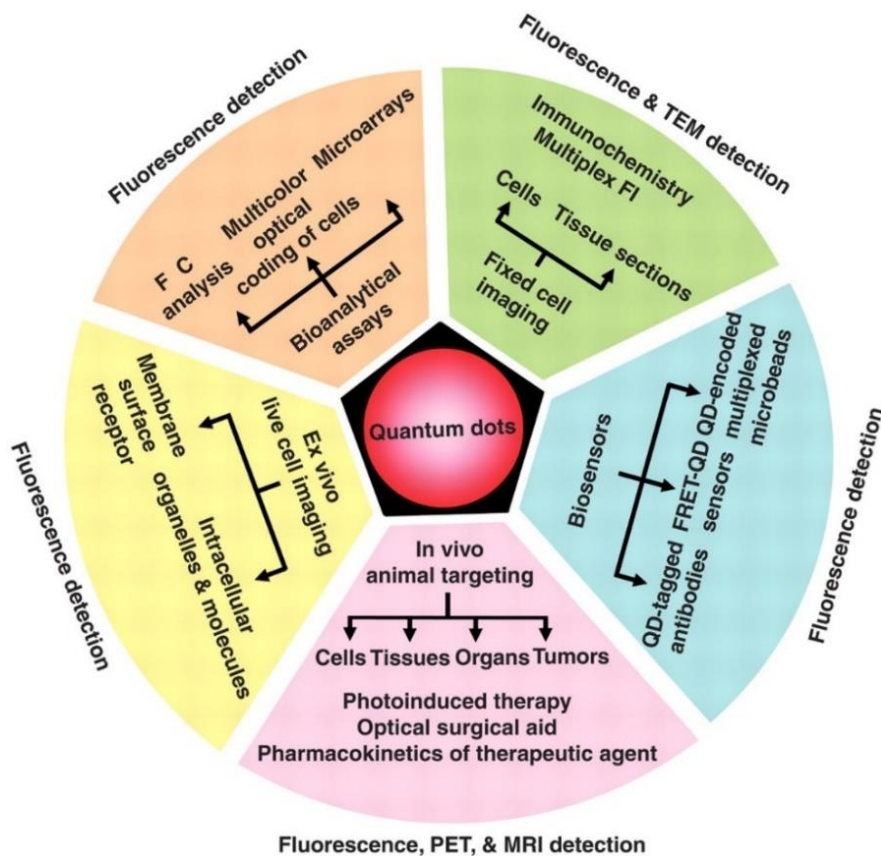 Fluorescence detection
F C
analysis
Multicolor
optical
coding of cells
Microarrays
Bioanalytical
assays
Fluorescence & TEM detection
Immunochemistry
Multiplex FI
Cells
Tissue sections
Fixed cell
imaging
Fluorescence detection
Biosensors
QD-encoded
multiplexed
microbeads
FRET-QD
sensors
QD-tagged
antibodies
Fluorescence, PET, & MRI detection
In vivo
animal targeting
Cells Tissues Organs Tumors
Photoinduced therapy
Optical surgical aid
Pharmacokinetics of therapeutic agent
Fluorescence detection
Ex vivo
live cell imaging
Membrane
surface
receptor
Intracellular
organelles & molecules
Quantum dots